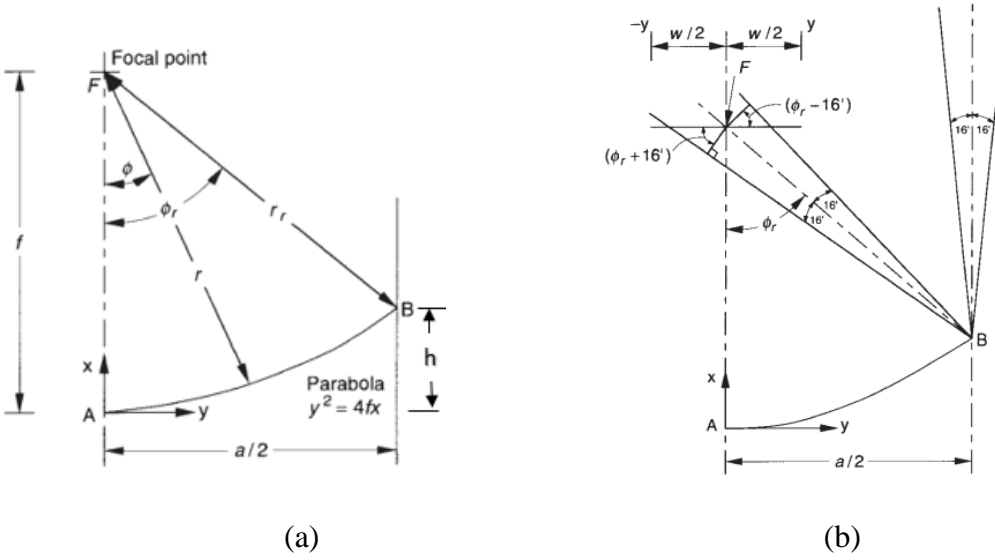 Focal point
F
ϕ
ϕr
rr
f
r
B
h
x
Parabola
y² = 4fx
A
y
a/2
(a)
–y
w/2
w/2
y
F
(ϕr – 16')
(ϕr + 16')
16'
16'
16'
16'
ϕr
B
x
A
y
a/2
(b)